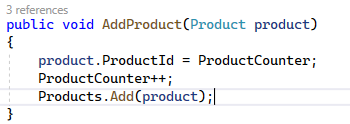 3 references
public void AddProduct(Product product)
{
    product.ProductId = ProductCounter;
    ProductCounter++;
    Products.Add(product);
}